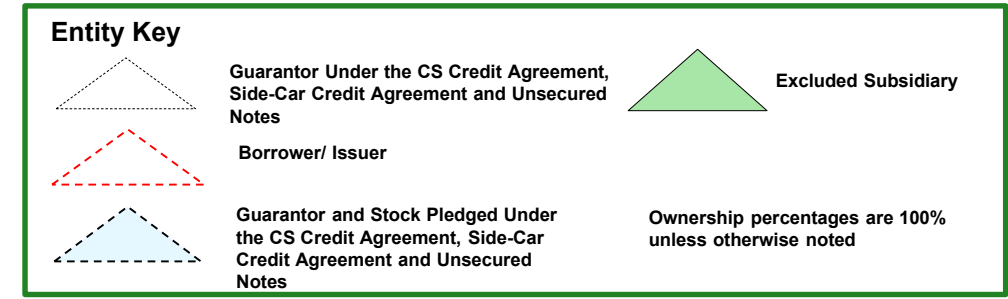 Entity Key
Guarantor Under the CS Credit Agreement,
Side-Car Credit Agreement and Unsecured
Notes
Excluded Subsidiary
Borrower/ Issuer
Guarantor and Stock Pledged Under
the CS Credit Agreement, Side-Car
Credit Agreement and Unsecured
Notes
Ownership percentages are 100%
unless otherwise noted